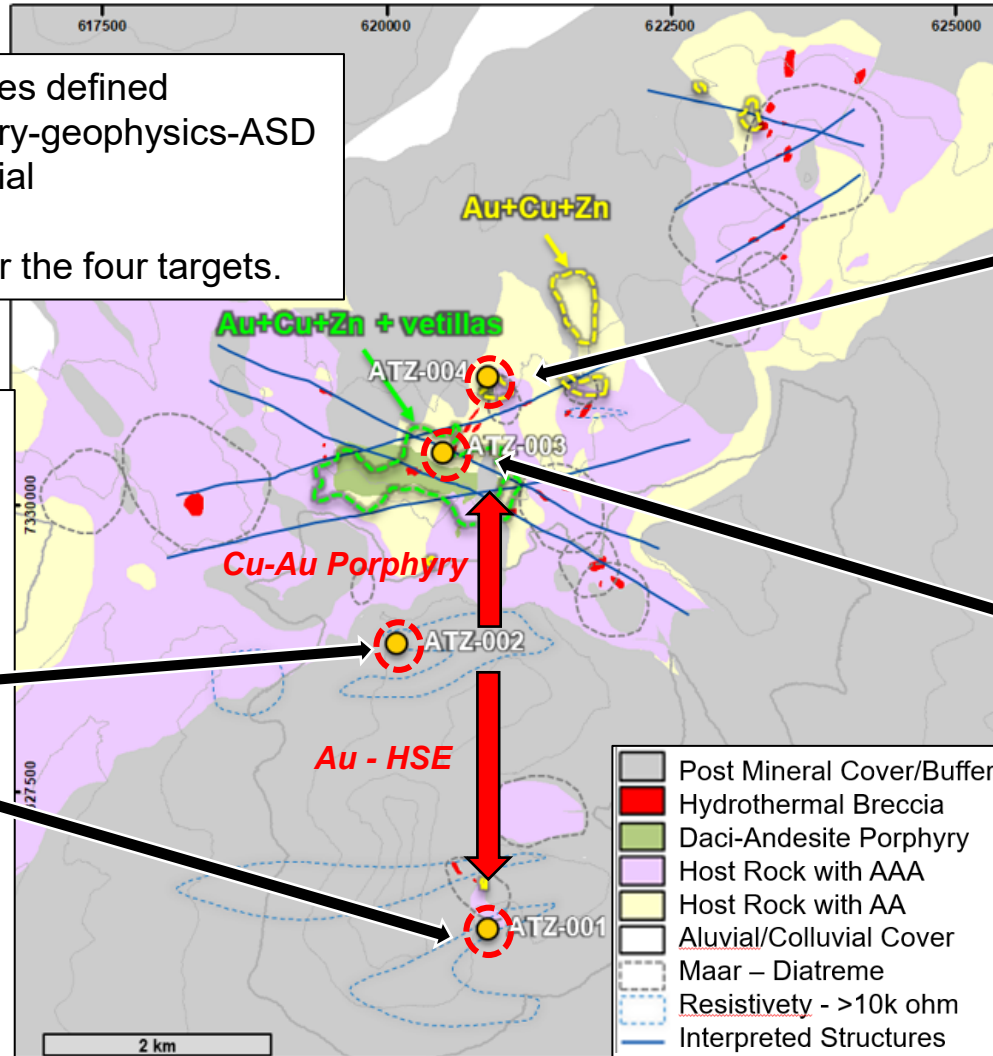 617500
620000
622500
625000
es defined
ry-geophysics-ASD
ial
r the four targets.
Au+Cu+Zn
Au+Cu+Zn + vetillas
ATZ-004
ATZ-003
7330000
Cu-Au Porphyry
ATZ-002
Au - HSE
27500
ATZ-001
Post Mineral Cover/Buffer
Hydrothermal Breccia
Daci-Andesite Porphyry
Host Rock with AAA
Host Rock with AA
Aluvial/Colluvial Cover
Maar – Diatreme
Resistivety - >10k ohm
Interpreted Structures
2 km